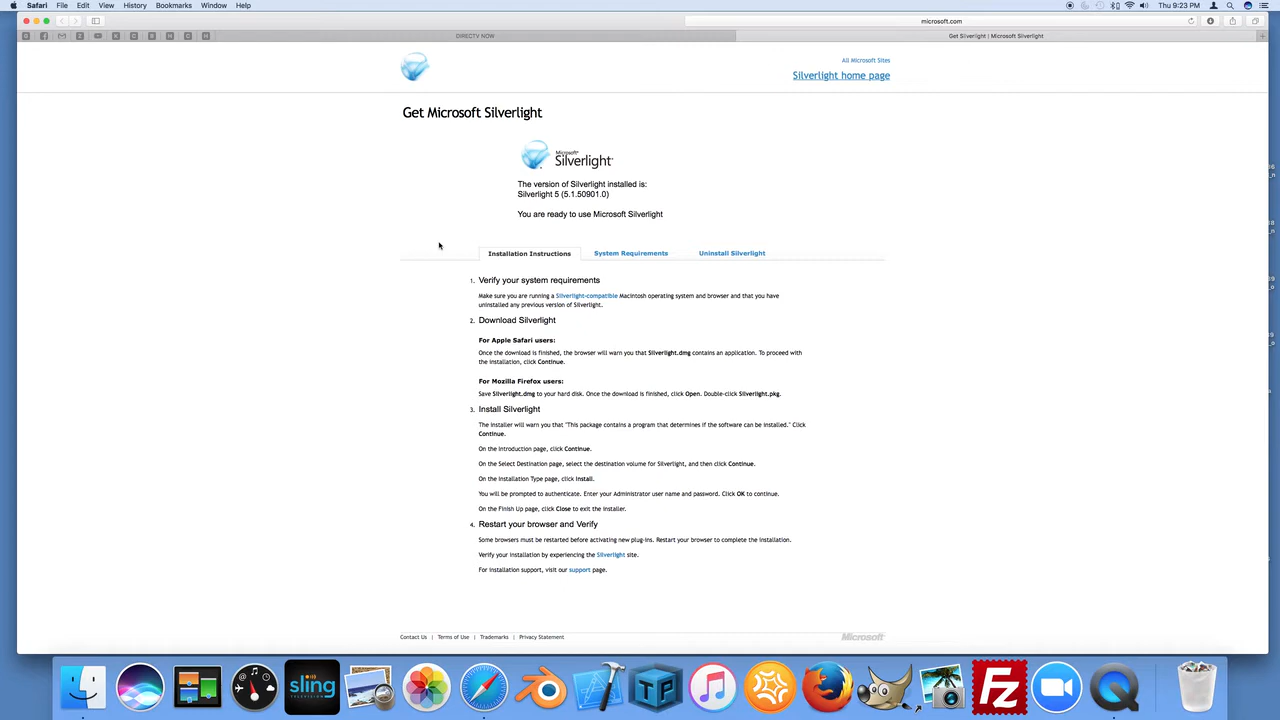 Safari File Edit View History Bookmarks Window Help
Thu 9:23 PM
microsoft.com
DIRECTV NOW
Get Silverlight | Microsoft Silverlight
All Microsoft Sites
Silverlight home page
Get Microsoft Silverlight
Microsoft®
Silverlight™
The version of Silverlight installed is:
Silverlight 5 (5.1.50901.0)
You are ready to use Microsoft Silverlight
Installation Instructions System Requirements Uninstall Silverlight
1. Verify your system requirements
Make sure you are running a Silverlight-compatible Macintosh operating system and browser and that you have
uninstalled any previous version of Silverlight.
2. Download Silverlight
For Apple Safari users:
Once the download is finished, the browser will warn you that Silverlight.dmg contains an application. To proceed with
the installation, click Continue.
For Mozilla Firefox users:
Save Silverlight.dmg to your hard disk. Once the download is finished, click Open. Double-click Silverlight.pkg.
3. Install Silverlight
The installer will warn you that "This package contains a program that determines if the software can be installed." Click
Continue.
On the Introduction page, click Continue.
On the Select Destination page, select the destination volume for Silverlight, and then click Continue.
On the Installation Type page, click Install.
You will be prompted to authenticate. Enter your Administrator user name and password. Click OK to continue.
On the Finish Up page, click Close to exit the installer.
4. Restart your browser and Verify
Some browsers must be restarted before activating new plug-ins. Restart your browser to complete the installation.
Verify your installation by experiencing the Silverlight site.
For installation support, visit our support page.
Contact Us | Terms of Use | Trademarks | Privacy Statement
Microsoft
sling
TELEVISION
TP
Fz